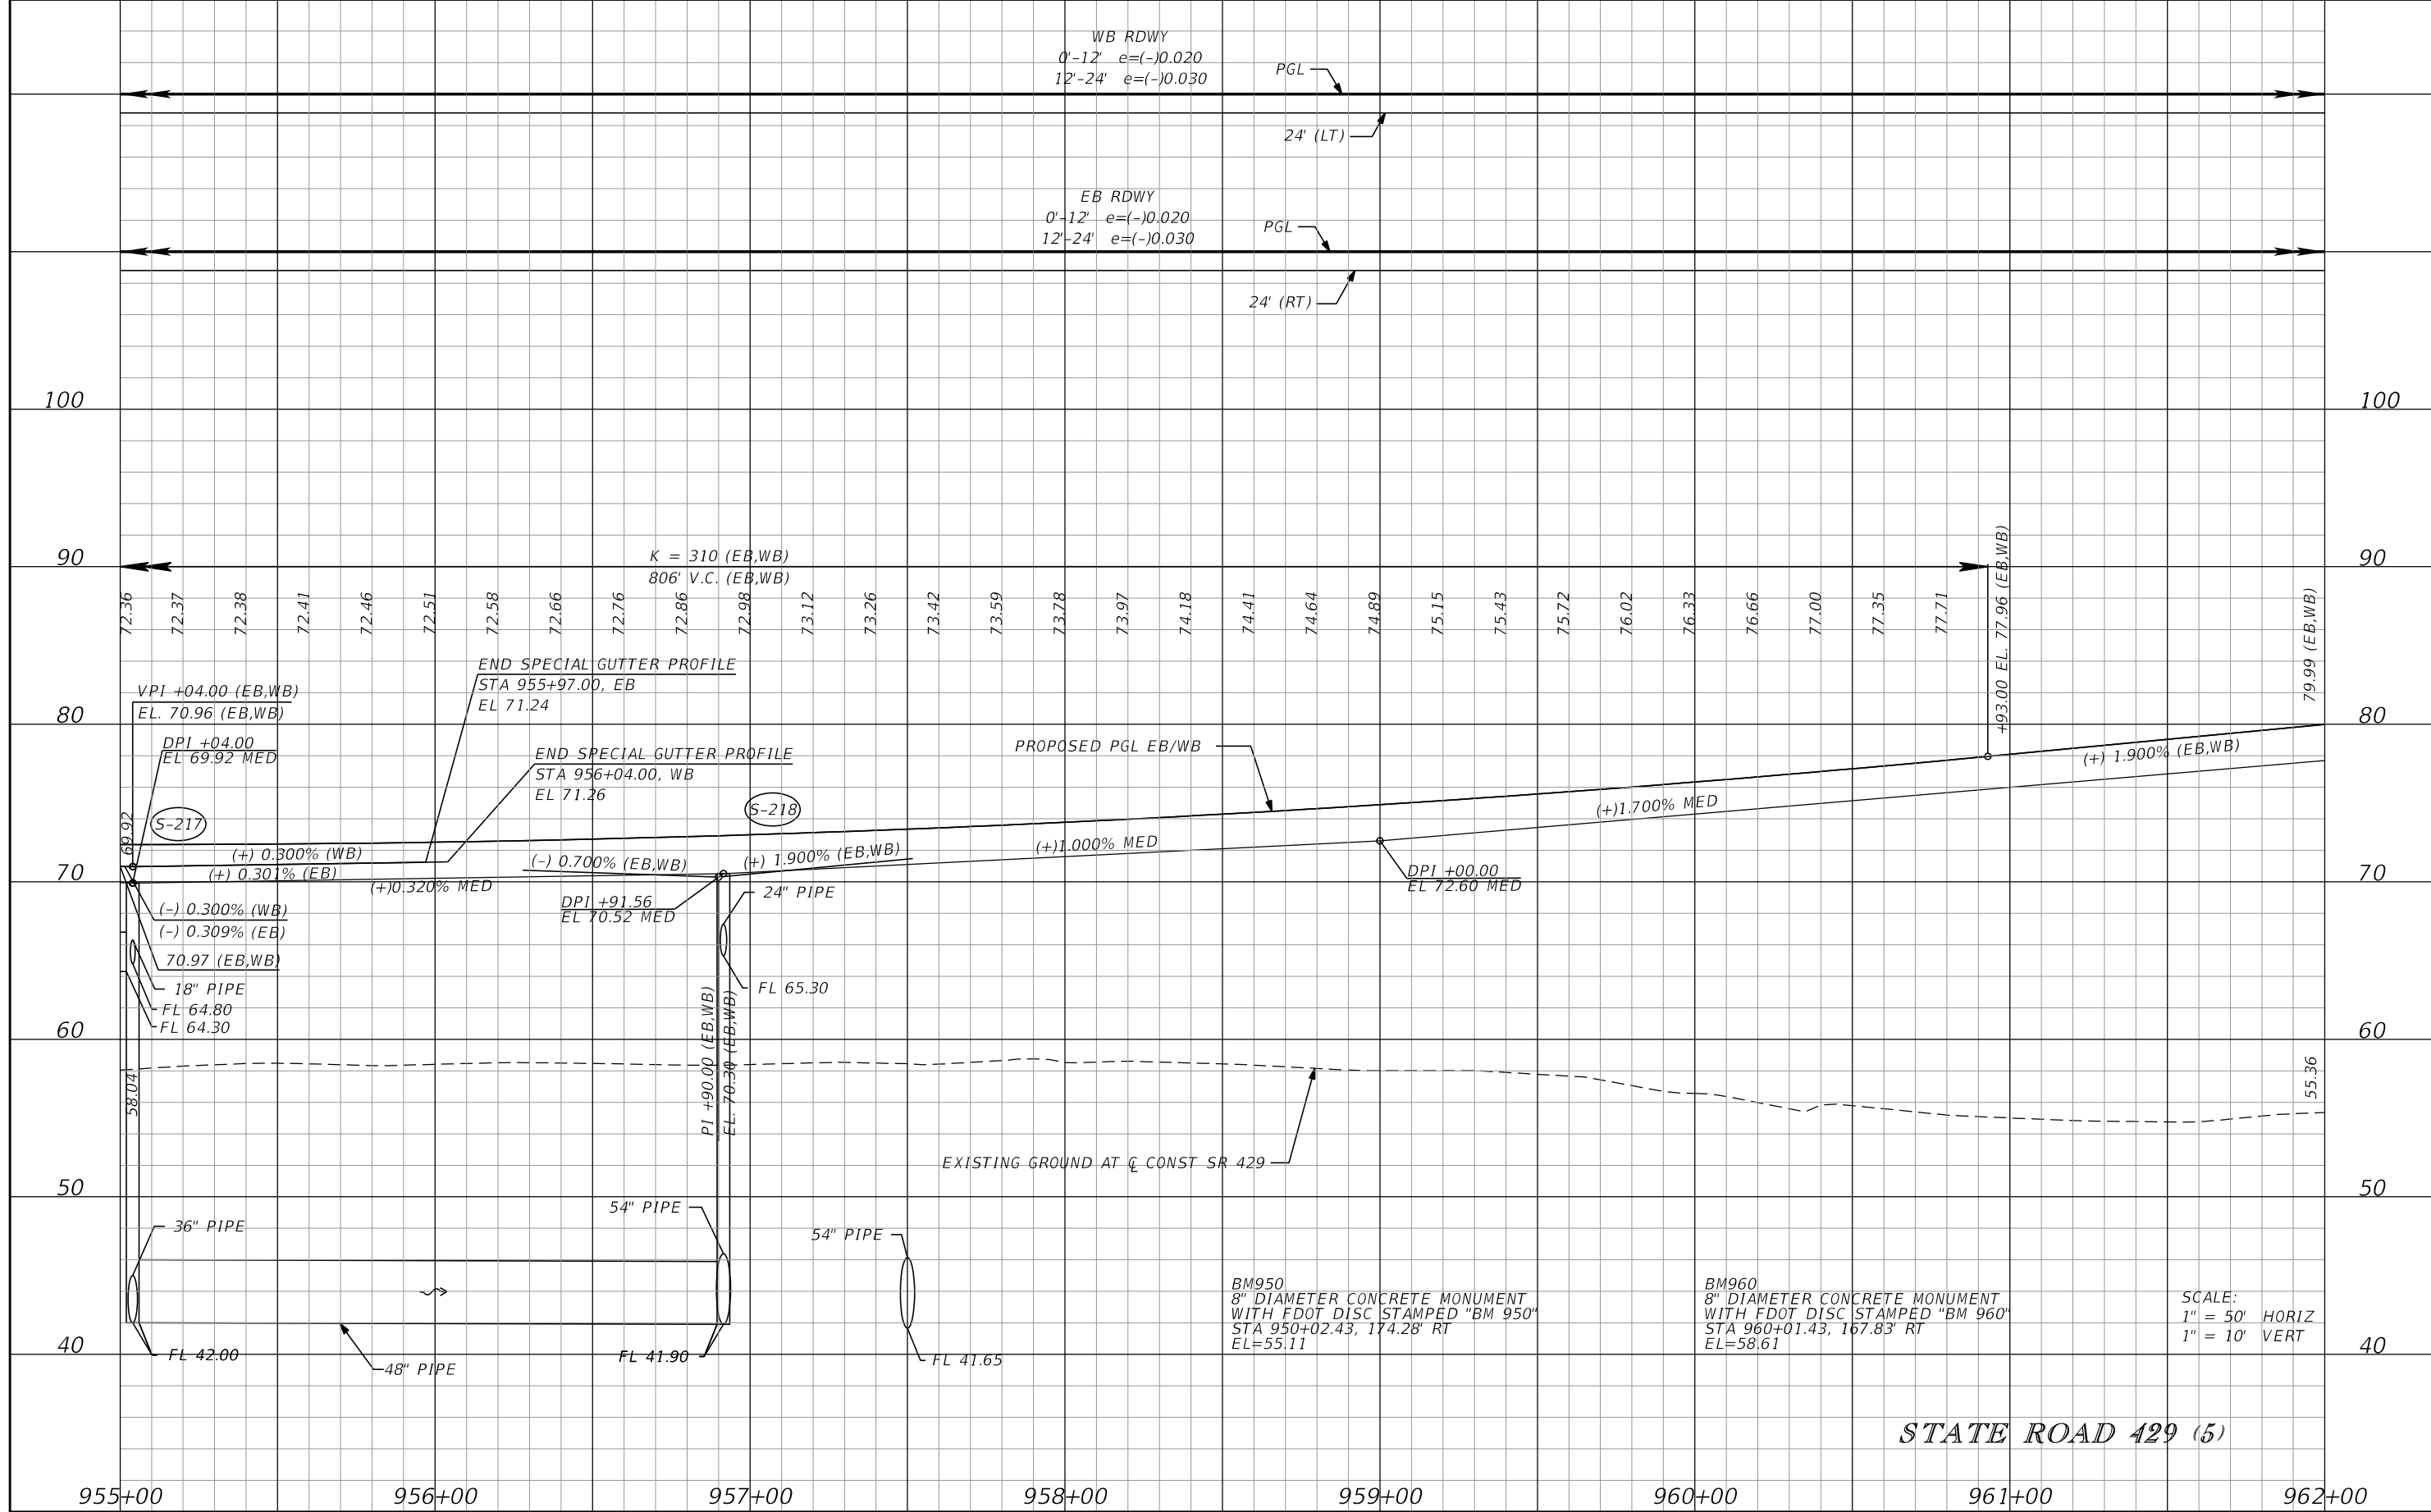 WB RDWY
0'-12' e=(-)0.020
12'-24' e=(-)0.030
PGL
24' (LT)
EB RDWY
0'-12' e=(-)0.020
12'-24' e=(-)0.030
PGL
24' (RT)
100
100
90
90
K = 310 (EB,WB)
806' V.C. (EB,WB)
72.36
72.37
72.38
72.41
72.46
72.51
72.58
72.66
72.76
72.86
72.98
73.12
73.26
73.42
73.59
73.78
73.97
74.18
74.41
74.64
74.89
75.15
75.43
75.72
76.02
76.33
76.66
77.00
77.35
77.71
+93.00 EL. 77.96 (EB,WB)
79.99 (EB,WB)
END SPECIAL GUTTER PROFILE
STA 955+97.00, EB
EL 71.24
VPI +04.00 (EB,WB)
EL. 70.96 (EB,WB)
80
80
DPI +04.00
EL 69.92 MED
END SPECIAL GUTTER PROFILE
STA 956+04.00, WB
EL 71.26
PROPOSED PGL EB/WB
(+) 1.900% (EB,WB)
(+)1.700% MED
S-217
S-218
69.92
(+) 0.300% (WB)
(+) 0.301% (EB)
(+)0.320% MED
(-) 0.700% (EB,WB)
(+) 1.900% (EB,WB)
(+)1.000% MED
70
70
DPI +00.00
EL 72.60 MED
DPI +91.56
EL 70.52 MED
24" PIPE
(-) 0.300% (WB)
(-) 0.309% (EB)
70.97 (EB,WB)
18" PIPE
FL 64.80
FL 64.30
FL 65.30
60
60
PI +90.00 (EB,WB)
EL. 70.30 (EB,WB)
58.04
55.36
EXISTING GROUND AT ℄ CONST SR 429
50
50
36" PIPE
54" PIPE
54" PIPE
BM950
8" DIAMETER CONCRETE MONUMENT
WITH FDOT DISC STAMPED "BM 950"
STA 950+02.43, 174.28' RT
EL=55.11
BM960
8" DIAMETER CONCRETE MONUMENT
WITH FDOT DISC STAMPED "BM 960"
STA 960+01.43, 167.83' RT
EL=58.61
SCALE:
1" = 50' HORIZ
1" = 10' VERT
40
40
FL 42.00
48" PIPE
FL 41.90
FL 41.65
STATE ROAD 429 (5)
955+00
956+00
957+00
958+00
959+00
960+00
961+00
962+00